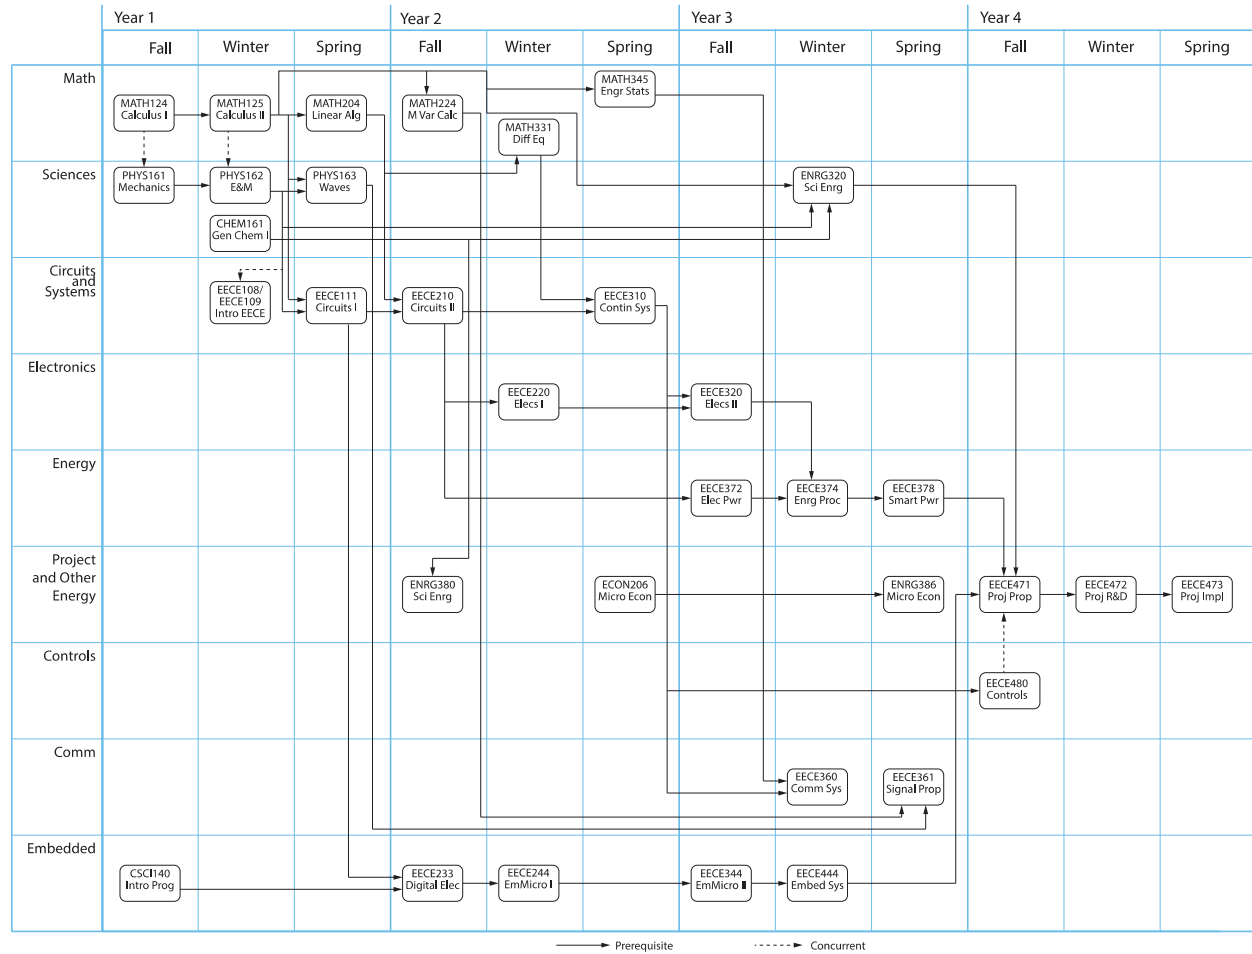 Year 1
Year 2
Year 3
Year 4
Fall
Winter
Spring
Fall
Winter
Spring
Fall
Winter
Spring
Fall
Winter
Spring
Math
MATH124
Calculus I
MATH125
Calculus II
MATH204
Linear Alg
MATH224
M Var Calc
MATH331
Diff Eq
MATH345
Engr Stats
Sciences
PHYS161
Mechanics
PHYS162
E&M
PHYS163
Waves
CHEM161
Gen Chem I
ENRG320
Sci Enrg
Circuits
and
Systems
EECE108/
EECE109
Intro EECE
EECE111
Circuits I
EECE210
Circuits II
EECE310
Contin Sys
Electronics
EECE220
Elecs I
EECE320
Elecs II
Energy
EECE372
Elec Pwr
EECE374
Enrg Proc
EECE378
Smart Pwr
Project
and Other
Energy
ENRG380
Sci Enrg
ECON206
Micro Econ
ENRG386
Micro Econ
EECE471
Proj Prop
EECE472
Proj R&D
EECE473
Proj Impl
Controls
EECE480
Controls
Comm
EECE360
Comm Sys
EECE361
Signal Prop
Embedded
CSCI140
Intro Prog
EECE233
Digital Elec
EECE244
EmMicro I
EECE344
EmMicro II
EECE444
Embed Sys
Prerequisite
Concurrent